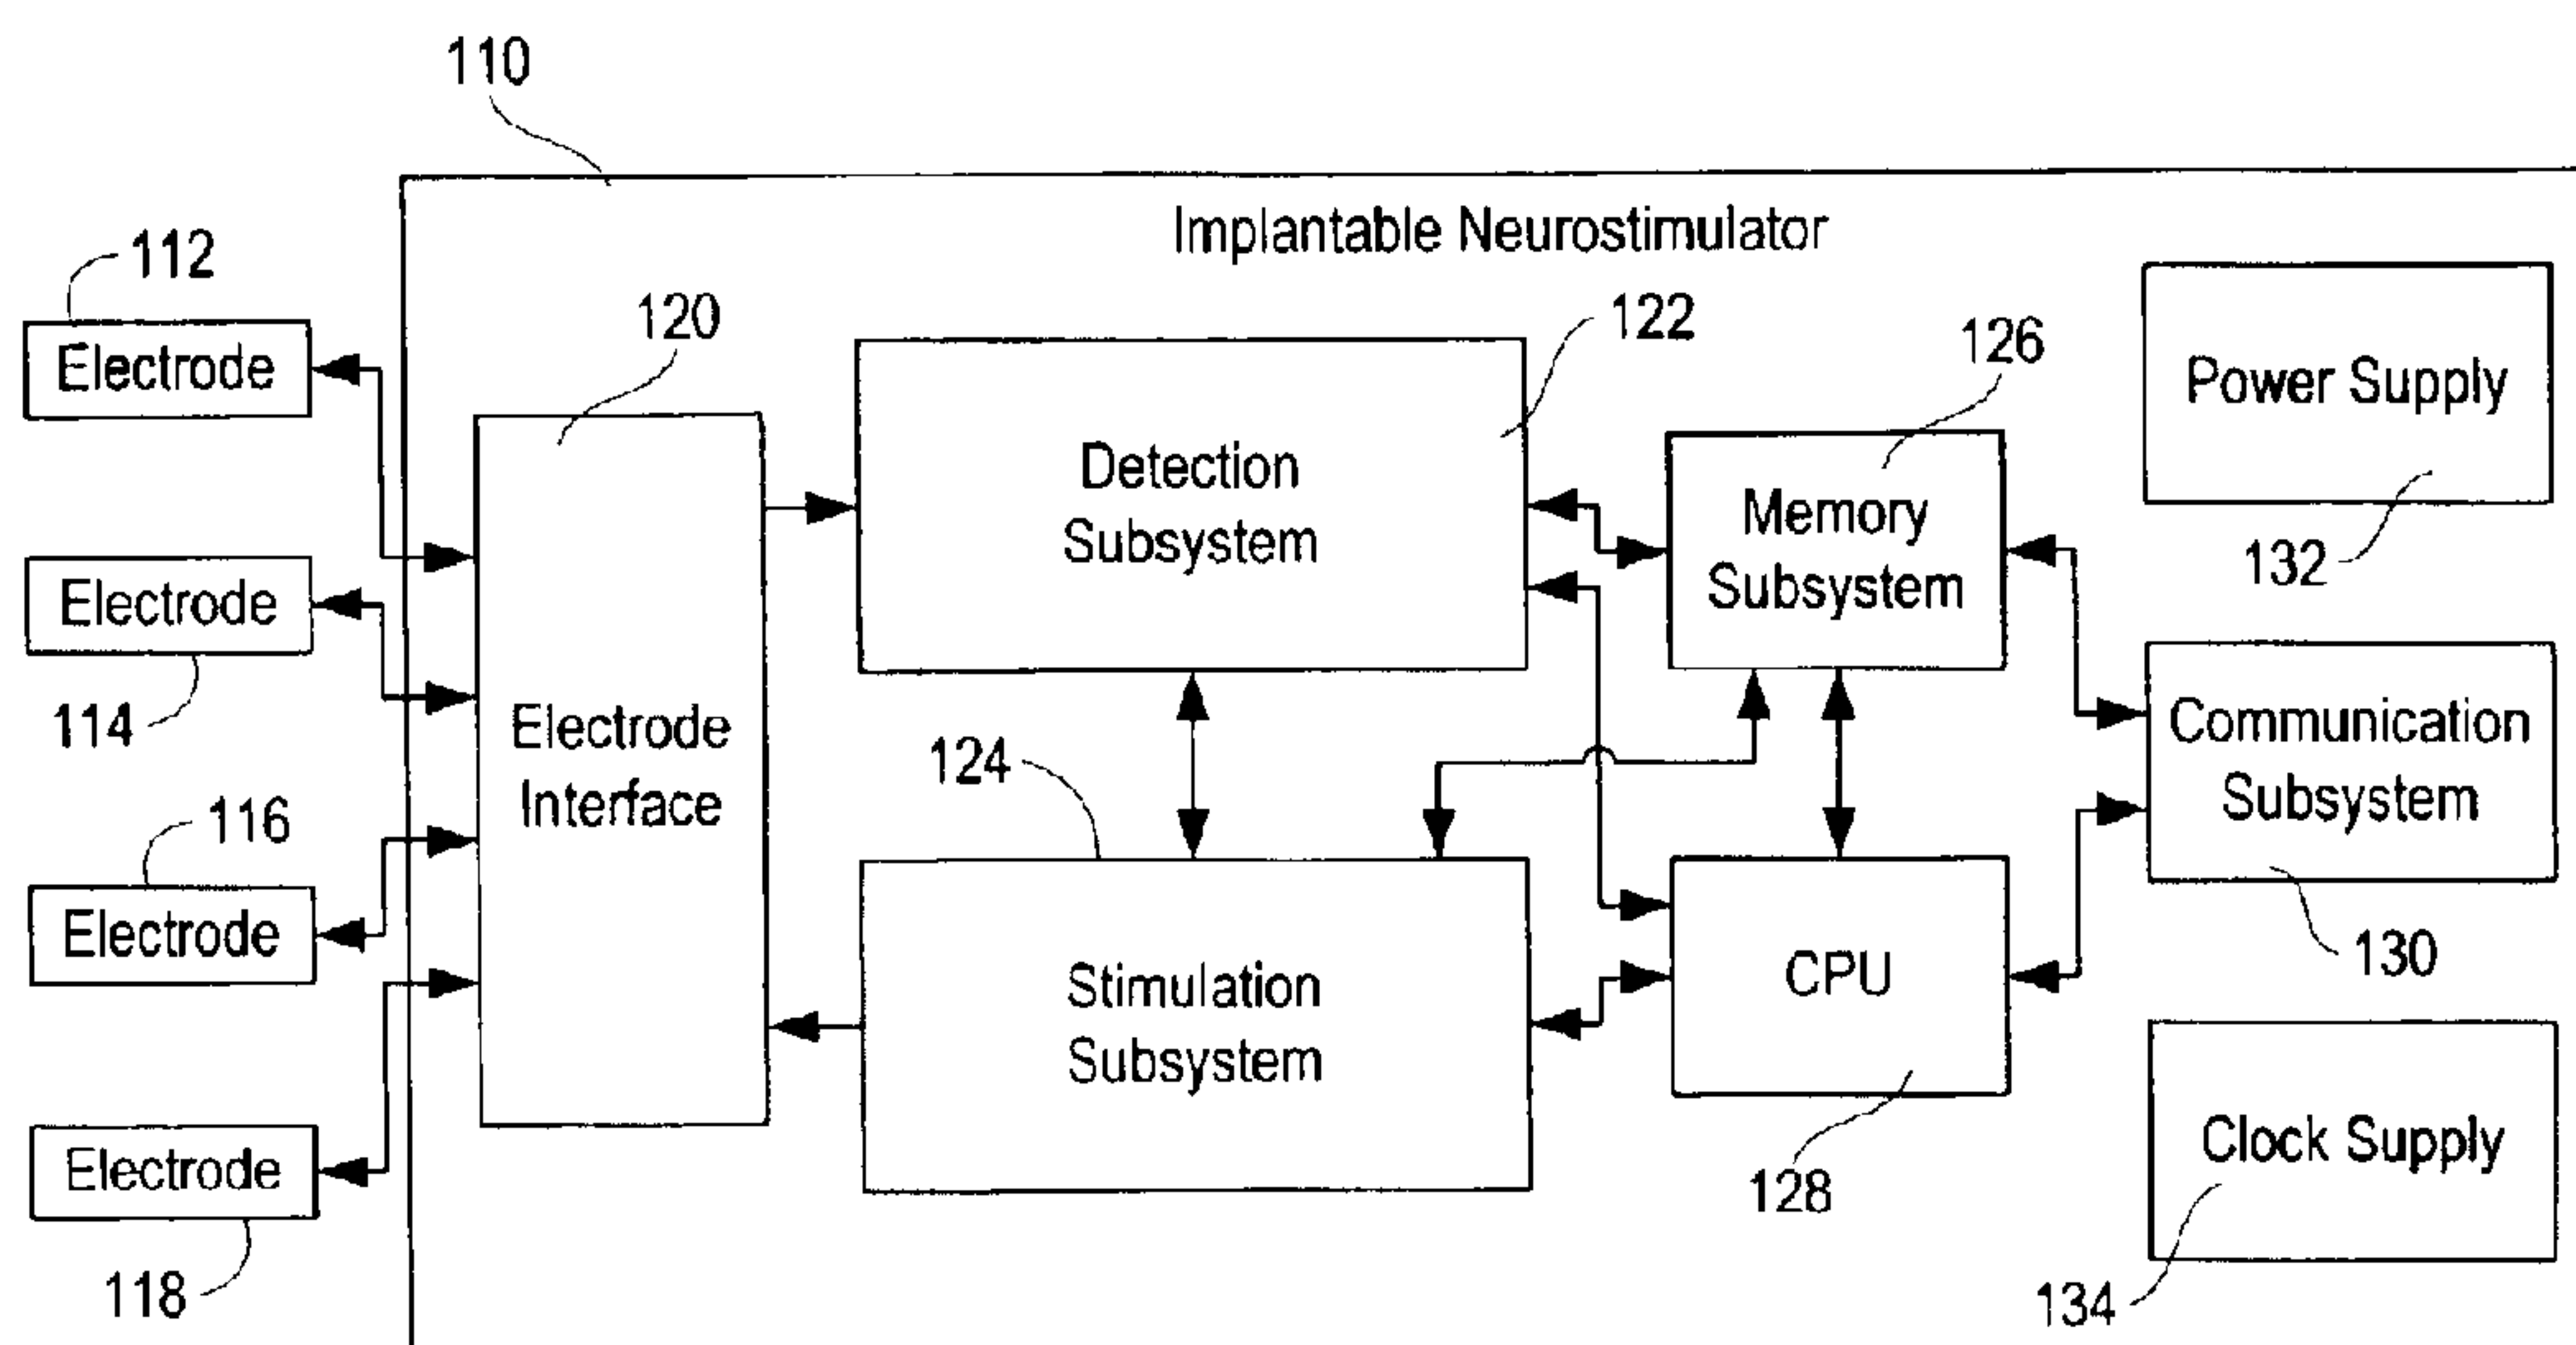 110
Implantable Neurostimulator
112
Electrode
120
122
126
Power Supply
132
Detection
Subsystem
Memory
Subsystem
Electrode
114
Electrode
Interface
124
Communication
Subsystem
130
116
Electrode
Stimulation
Subsystem
CPU
128
Electrode
118
Clock Supply
134